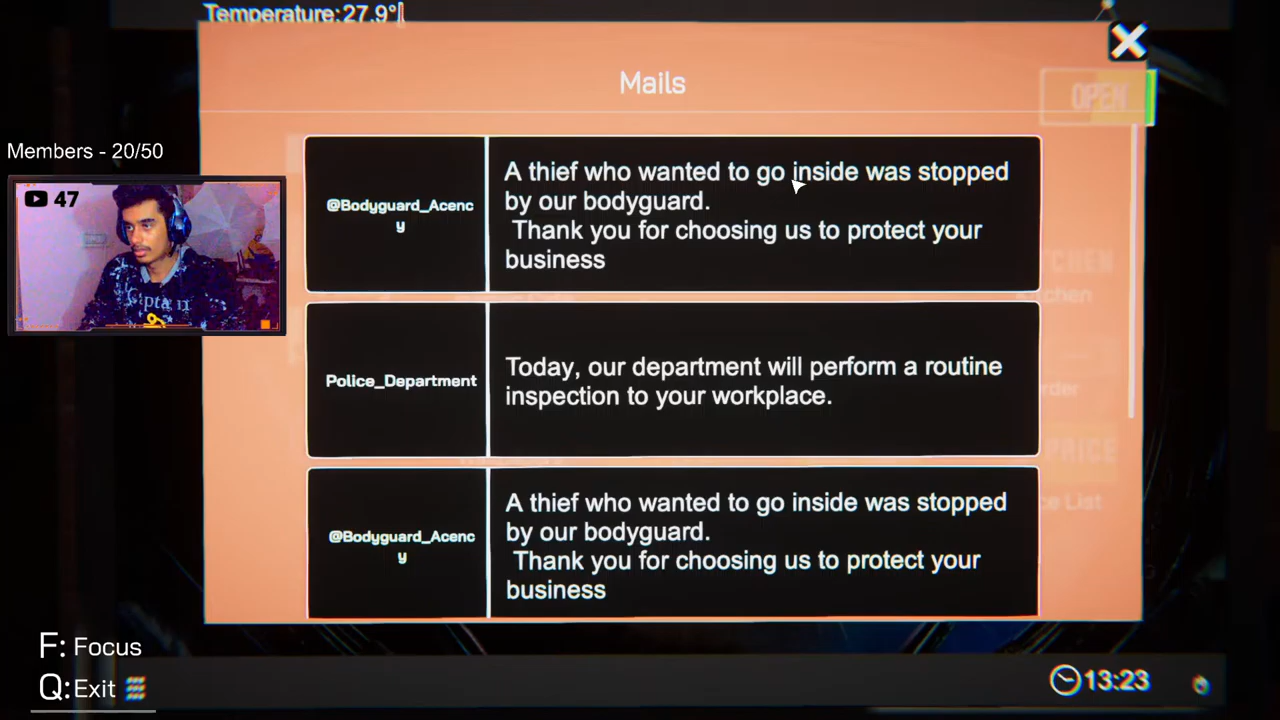 Temperature:27.9°
Mails
OPEN
Members - 20/50
47
@Bodyguard_Acenc
y
A thief who wanted to go inside was stopped
by our bodyguard.
Thank you for choosing us to protect your
business
Police_Department
Today, our department will perform a routine
inspection to your workplace.
PRICE
@Bodyguard_Acenc
y
A thief who wanted to go inside was stopped
by our bodyguard.
Thank you for choosing us to protect your
business
F: Focus
Q: Exit
13:23